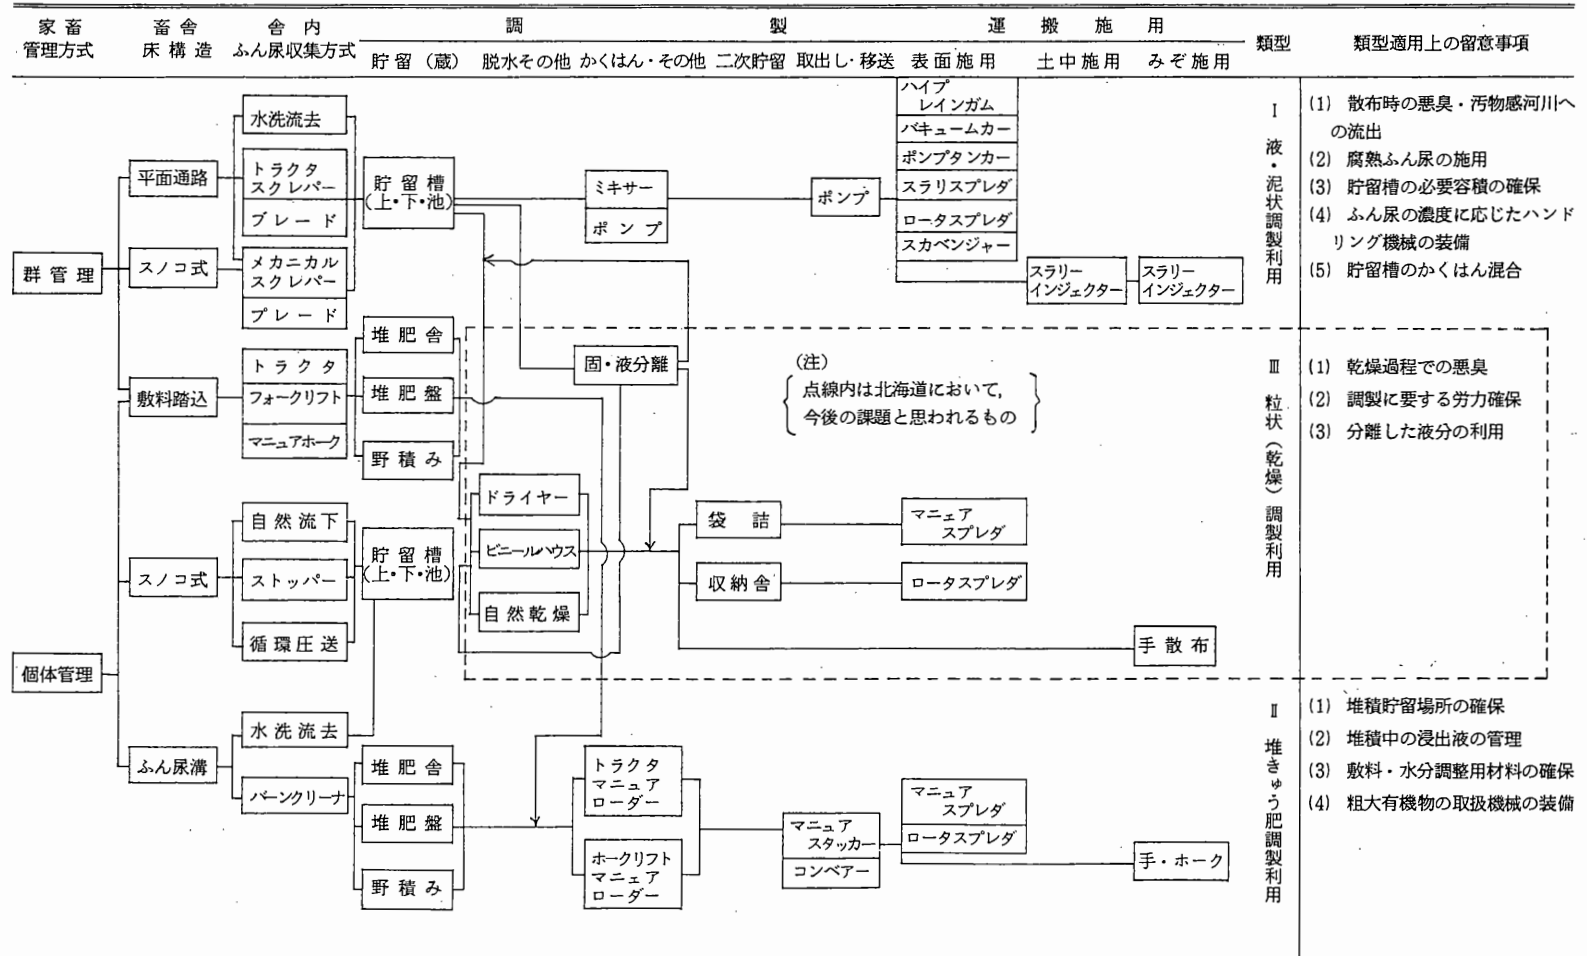 家畜
管理方式
畜舎
床構造
舎内
ふん尿収集方式
調製
運搬施用
類型
類型適用上の留意事項
貯留(蔵)
脱水その他
かくはん・その他
二次貯留
取出し・移送
表面施用
土中施用
みぞ施用
群管理
個体管理
平面通路
スノコ式
敷料踏込
スノコ式
ふん尿溝
水洗流去
トラクタ
スクレパー
ブレード
メカニカル
スクレパー
ブレード
トラクタ
フォークリフト
マニュアホーク
自然流下
ストッパー
循環圧送
水洗流去
バーンクリーナ
貯留槽
(上・下・池)
堆肥舎
堆肥盤
野積み
貯留槽
(上・下・池)
堆肥舎
堆肥盤
野積み
ドライヤー
ビニールハウス
自然乾燥
ミキサー
ポンプ
固・液分離
トラクタ
マニュア
ローダー
ホークリフト
マニュア
ローダー
袋詰
収納舎
ポンプ
マニュア
スタッカー
コンベアー
ハイプ
レインガム
バキュームカー
ポンプタンカー
スラリスプレダ
ロータスプレダ
スカベンジャー
スラリー
インジェクター
スラリー
インジェクター
(注)
点線内は北海道において,
今後の課題と思われるもの
マニュア
スプレダ
ロータスプレダ
手散布
マニュア
スプレダ
ロータスプレダ
手・ホーク
Ⅰ 液・泥状調製利用
(1) 散布時の悪臭・汚物感河川へ
の流出
(2) 腐熟ふん尿の施用
(3) 貯留槽の必要容積の確保
(4) ふん尿の濃度に応じたハンド
リング機械の装備
(5) 貯留槽のかくはん混合
Ⅲ 粒状(乾燥)調製利用
(1) 乾燥過程での悪臭
(2) 調製に要する労力確保
(3) 分離した液分の利用
Ⅱ 堆きゅう肥調製利用
(1) 堆積貯留場所の確保
(2) 堆積中の浸出液の管理
(3) 敷料・水分調整用材料の確保
(4) 粗大有機物の取扱機械の装備